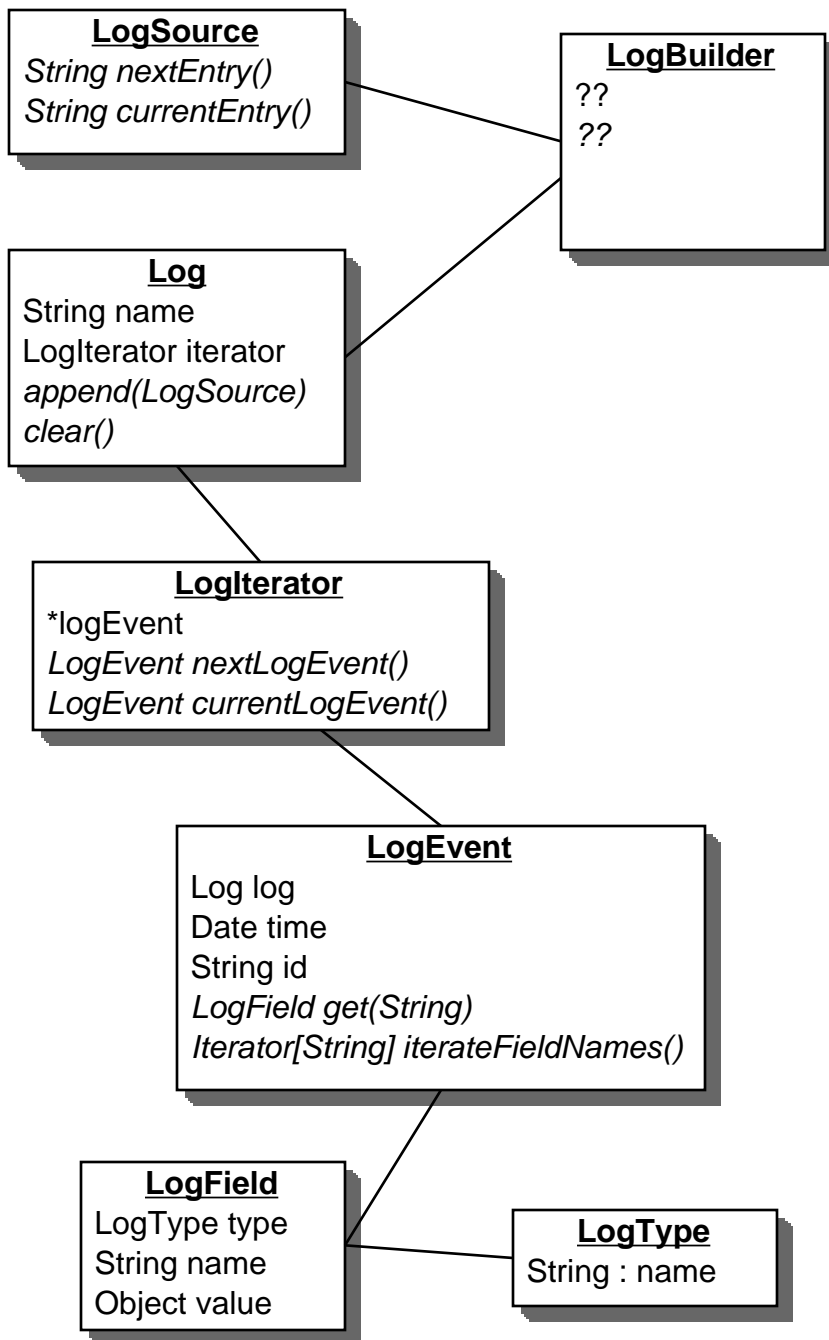 LogSource
String nextEntry()
String currentEntry()
LogBuilder
??
??
Log
String name
LogIterator iterator
append(LogSource)
clear()
LogIterator
*logEvent
LogEvent nextLogEvent()
LogEvent currentLogEvent()
LogEvent
Log log
Date time
String id
LogField get(String)
Iterator[String] iterateFieldNames()
LogField
LogType type
String name
Object value
LogType
String : name